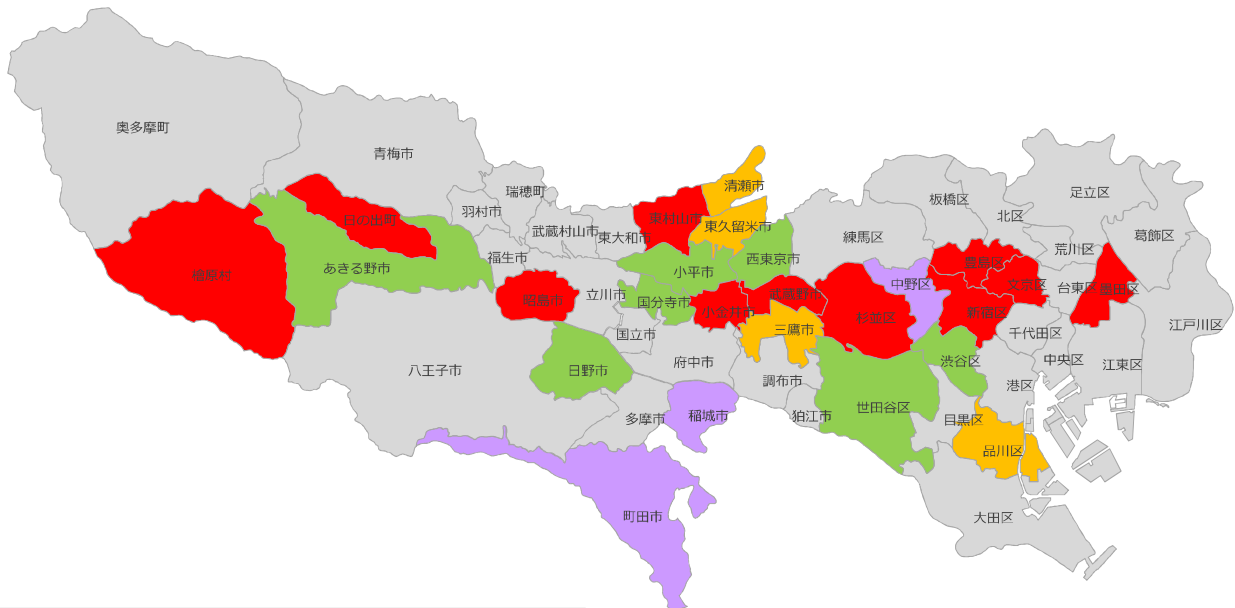 奥多摩町
青梅市
瑞穂町
羽村市
日の出町
武蔵村山市
東大和市
東村山市
清瀬市
東久留米市
練馬区
板橋区
北区
足立区
荒川区
葛飾区
檜原村
あきる野市
福生市
昭島市
立川市
小平市
西東京市
国分寺市
小金井市
武蔵野市
中野区
豊島区
文京区
台東区
墨田区
杉並区
新宿区
千代田区
江戸川区
国立市
三鷹市
八王子市
日野市
府中市
調布市
渋谷区
港区
中央区
江東区
多摩市
稲城市
狛江市
世田谷区
目黒区
品川区
町田市
大田区